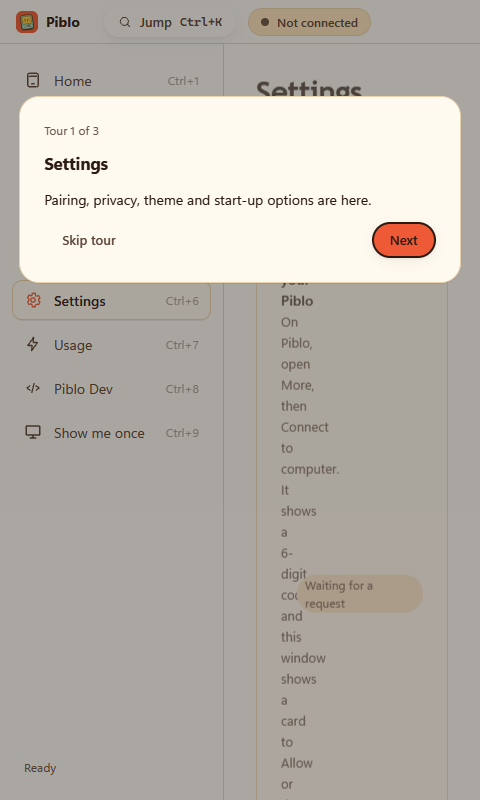 Piblo
Jump Ctrl+K
Not connected
Home Ctrl+1
Settings
Tour 1 of 3
Settings
Pairing, privacy, theme and start-up options are here.
Skip tour
Next
Settings Ctrl+6
Usage Ctrl+7
Piblo Dev Ctrl+8
Show me once Ctrl+9
Ready
your
Piblo
On
Piblo,
open
More,
then
Connect
to
computer.
It
shows
a
6-
digit
Waiting for a
request
and
this
window
shows
a
card
to
Allow
or